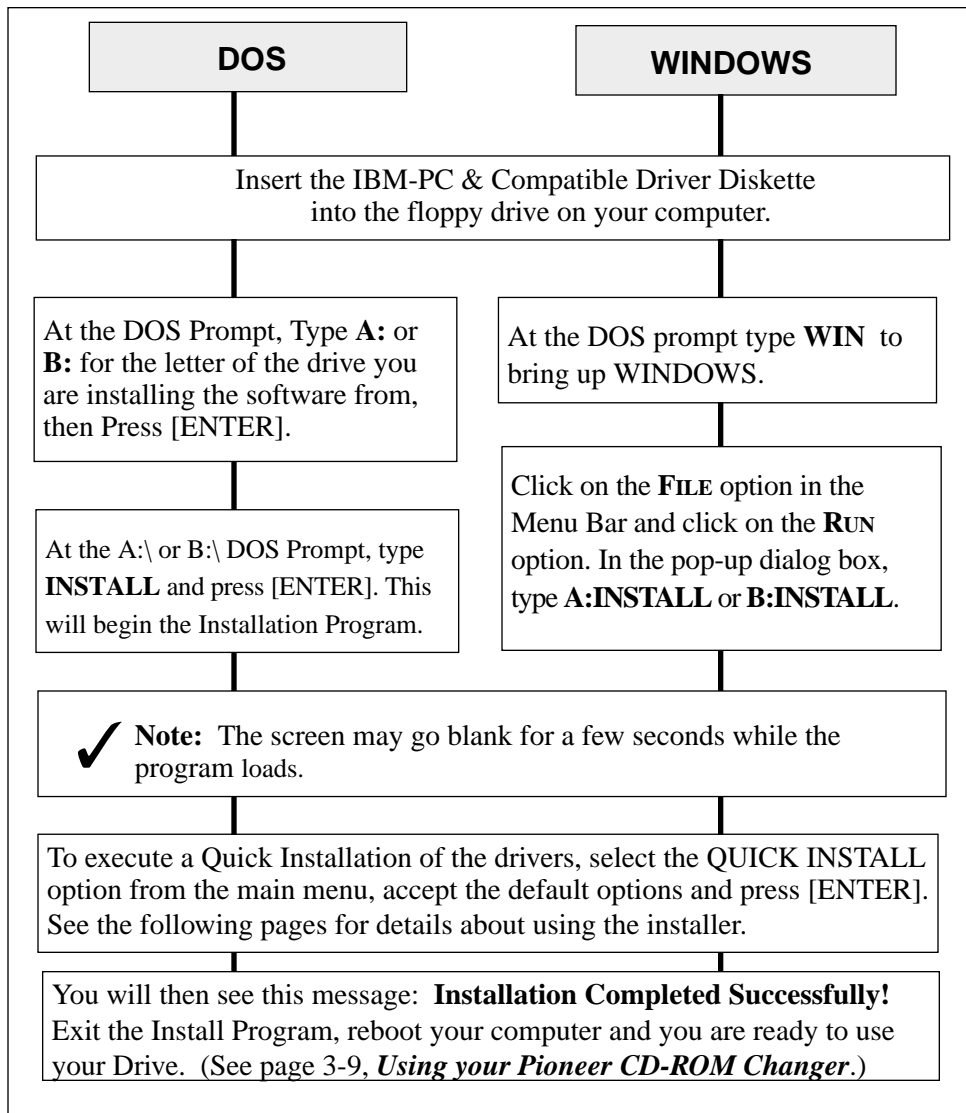 DOS
WINDOWS
Insert the IBM-PC & Compatible Driver Diskette
into the floppy drive on your computer.
At the DOS Prompt, Type A: or
B: for the letter of the drive you
are installing the software from,
then Press [ENTER].
At the A:\ or B:\ DOS Prompt, type
INSTALL and press [ENTER]. This
will begin the Installation Program.
At the DOS prompt type WIN to
bring up WINDOWS.
Click on the FILE option in the
Menu Bar and click on the RUN
option. In the pop-up dialog box,
type A:INSTALL or B:INSTALL.
✓ Note: The screen may go blank for a few seconds while the
program loads.
To execute a Quick Installation of the drivers, select the QUICK INSTALL
option from the main menu, accept the default options and press [ENTER].
See the following pages for details about using the installer.
You will then see this message: Installation Completed Successfully!
Exit the Install Program, reboot your computer and you are ready to use
your Drive. (See page 3-9, Using your Pioneer CD-ROM Changer.)